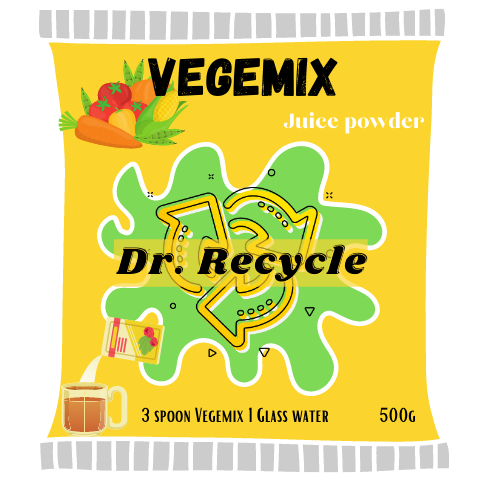 VEGEMIX
Juice powder
Dr. Recycle
3 spoon Vegemix 1 Glass water
500g